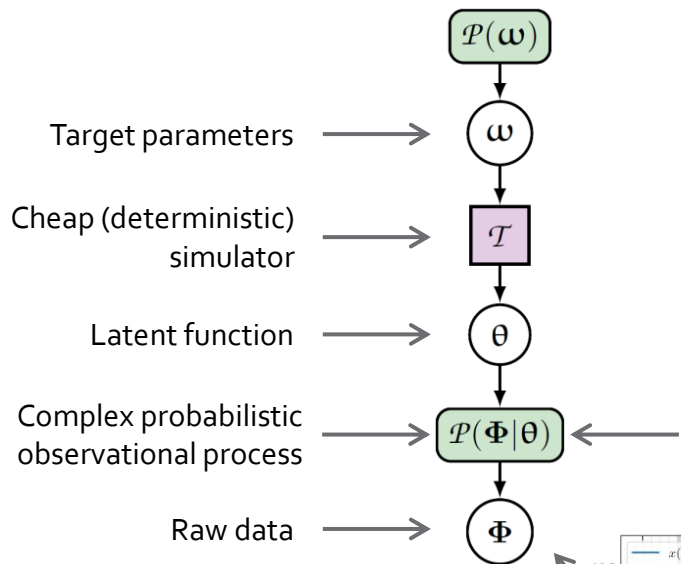 𝒫(ω)
Target parameters
ω
Cheap (deterministic)
simulator
𝒯
Latent function
θ
Complex probabilistic
observational process
𝒫(Φ|θ)
Raw data
Φ
x(